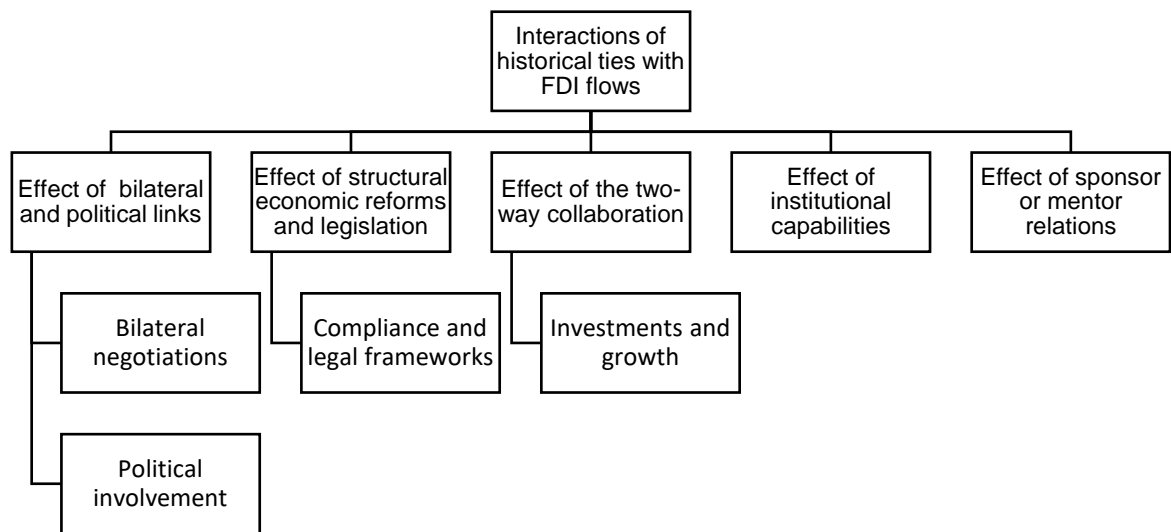 Interactions of
historical ties with
FDI flows
Effect of bilateral
and political links
Effect of structural
economic reforms
and legislation
Effect of the two-
way collaboration
Effect of
institutional
capabilities
Effect of sponsor
or mentor
relations
Bilateral
negotiations
Compliance and
legal frameworks
Investments and
growth
Political
involvement